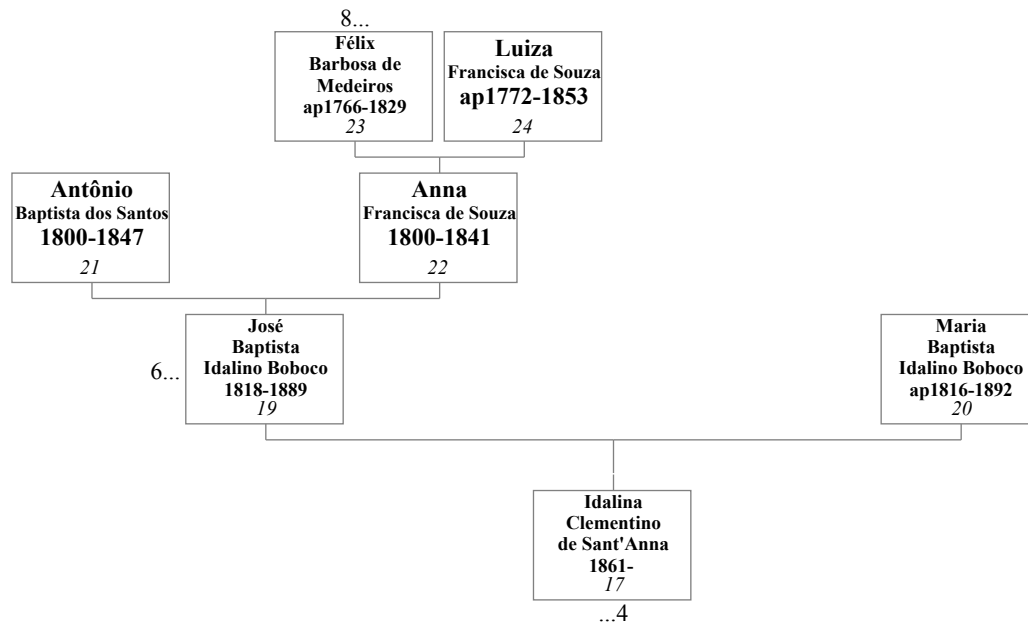 8...
Félix
Barbosa de
Medeiros
ap1766-1829
23
Luiza
Francisca de Souza
ap1772-1853
24
Antônio
Baptista dos Santos
1800-1847
21
Anna
Francisca de Souza
1800-1841
22
6...
José
Baptista
Idalino Boboco
1818-1889
19
Maria
Baptista
Idalino Boboco
ap1816-1892
20
Idalina
Clementino
de Sant'Anna
1861-
17
...4